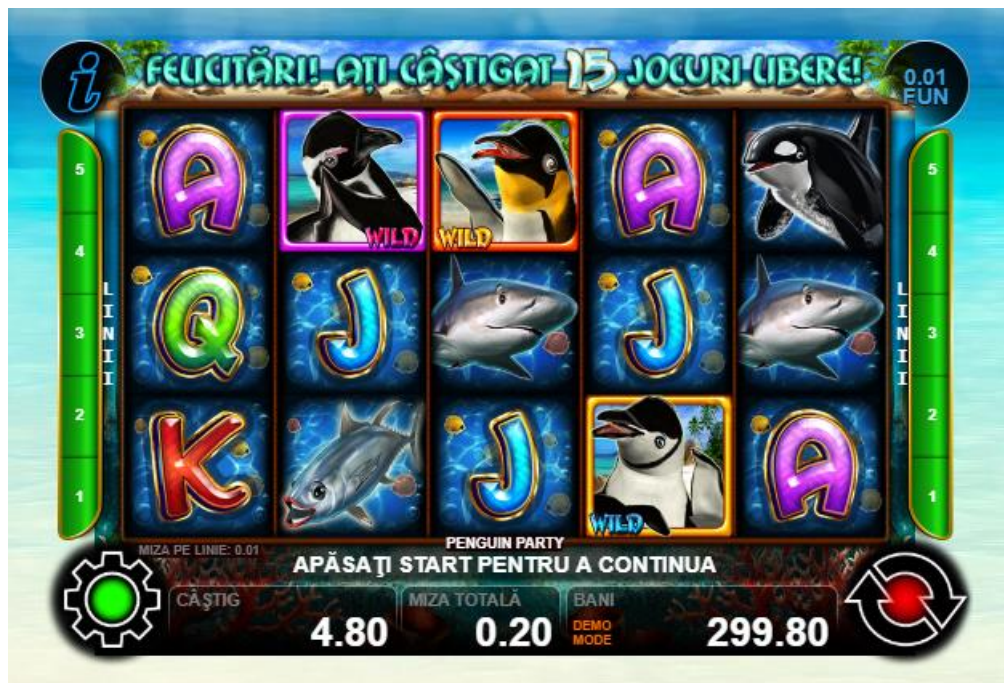 i FELICITĂRI! AȚI CÂȘTIGAT 15 JOCURI LIBERE! 0.01
FUN
A WILD WILD A
5 5
4 4
LINII LINII
Q J J
3 3
2 2
K J WILD A
1 1
MIZA PE LINIE: 0.01 PENGUIN PARTY
APĂSAȚI START PENTRU A CONTINUA
CÂȘTIG MIZA TOTALĂ BANI
4.80 0.20 DEMO MODE 299.80